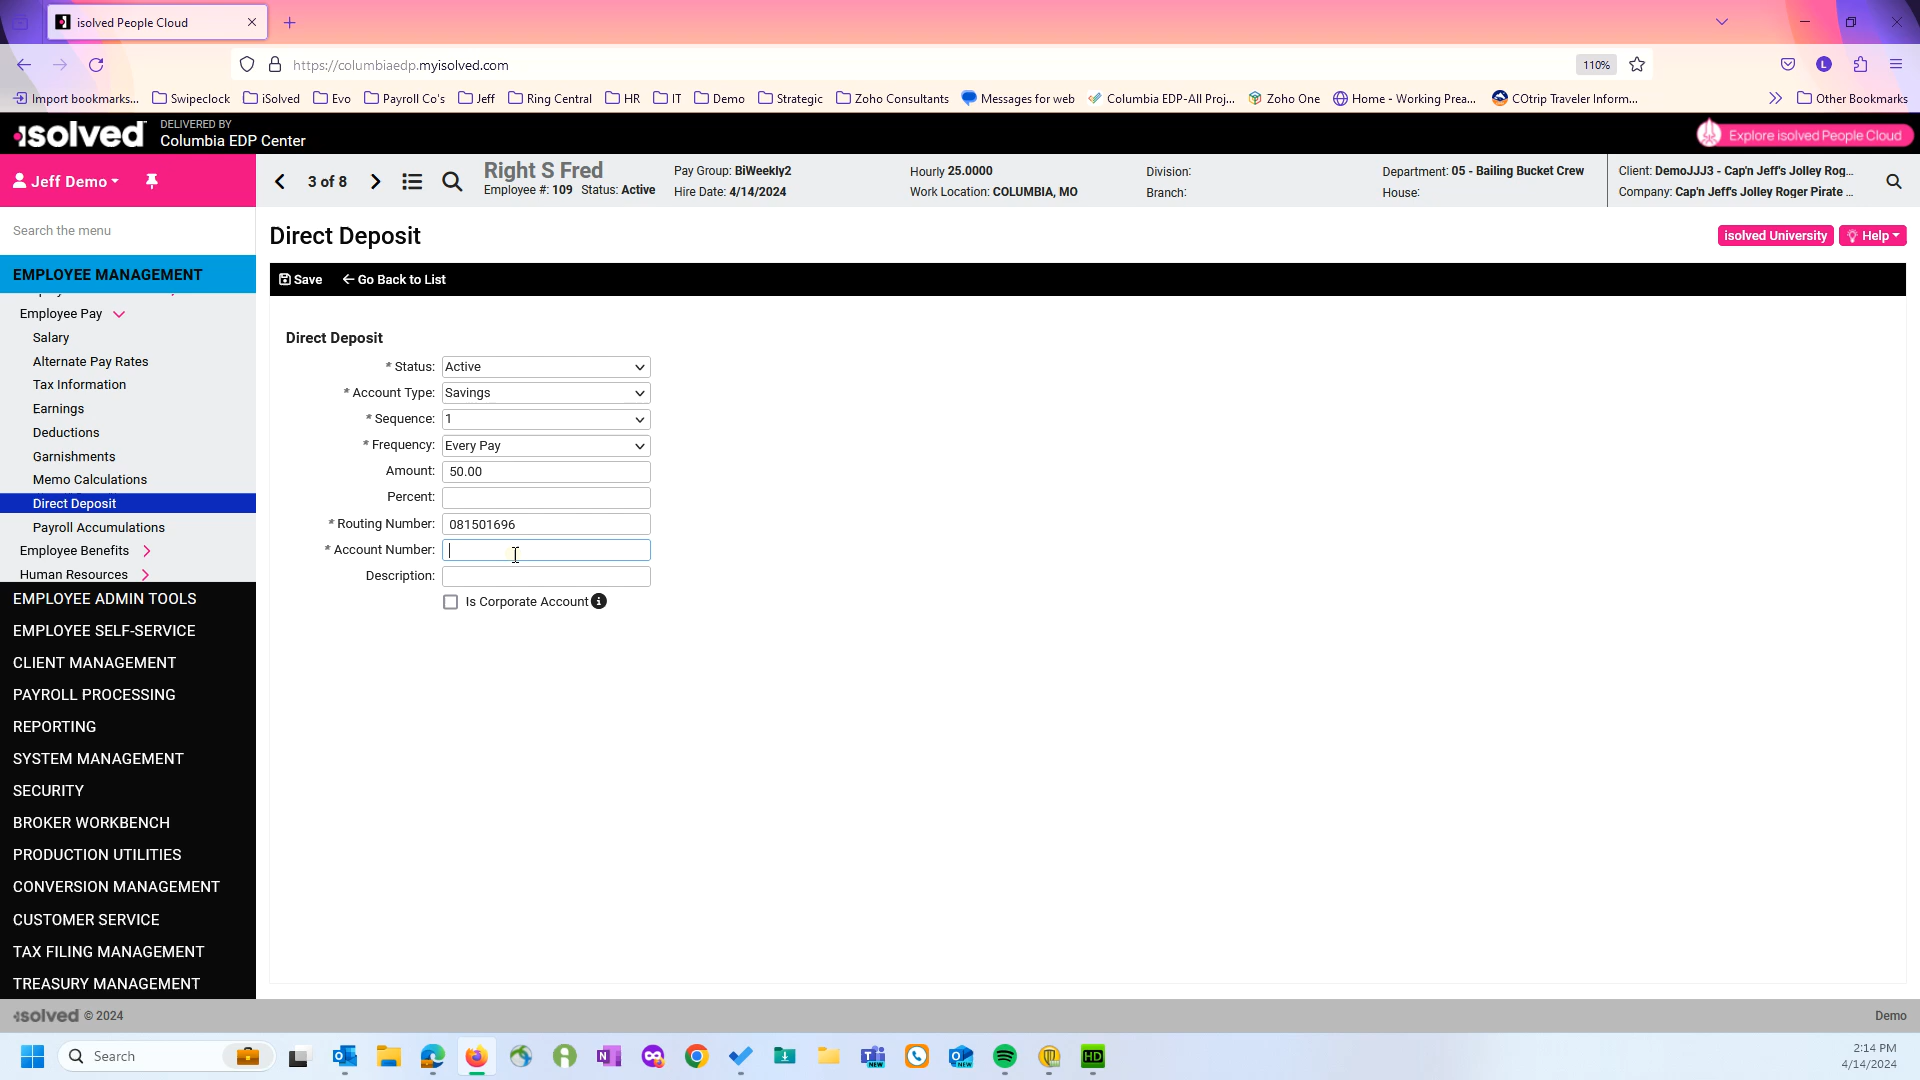 isolved People Cloud
https://columbiaedp.myisolved.com
110%
L
Import bookmarks...
Swipeclock
iSolved
Evo
Payroll Co's
Jeff
Ring Central
HR
IT
Demo
Strategic
Zoho Consultants
Messages for web
Columbia EDP-All Proj...
Zoho One
Home - Working Prea...
COtrip Traveler Inform...
Other Bookmarks
isolved
DELIVERED BY
Columbia EDP Center
Explore isolved People Cloud
Jeff Demo
3 of 8
Right S Fred
Employee #: 109 Status: Active
Pay Group: BiWeekly2
Hire Date: 4/14/2024
Hourly 25.0000
Work Location: COLUMBIA, MO
Division:
Branch:
Department: 05 - Bailing Bucket Crew
House:
Client: DemoJJJ3 - Cap'n Jeff's Jolley Rog...
Company: Cap'n Jeff's Jolley Roger Pirate ...
Search the menu
EMPLOYEE MANAGEMENT
Employee Pay
Salary
Alternate Pay Rates
Tax Information
Earnings
Deductions
Garnishments
Memo Calculations
Direct Deposit
Payroll Accumulations
Employee Benefits
Human Resources
EMPLOYEE ADMIN TOOLS
EMPLOYEE SELF-SERVICE
CLIENT MANAGEMENT
PAYROLL PROCESSING
REPORTING
SYSTEM MANAGEMENT
SECURITY
BROKER WORKBENCH
PRODUCTION UTILITIES
CONVERSION MANAGEMENT
CUSTOMER SERVICE
TAX FILING MANAGEMENT
TREASURY MANAGEMENT
Direct Deposit
isolved University
Help
Save
Go Back to List
Direct Deposit
* Status: Active
* Account Type: Savings
* Sequence: 1
* Frequency: Every Pay
Amount: 50.00
Percent:
* Routing Number: 081501696
* Account Number:
Description:
Is Corporate Account
isolved © 2024
Demo
Search
NEW
NEW
HD
2:14 PM
4/14/2024